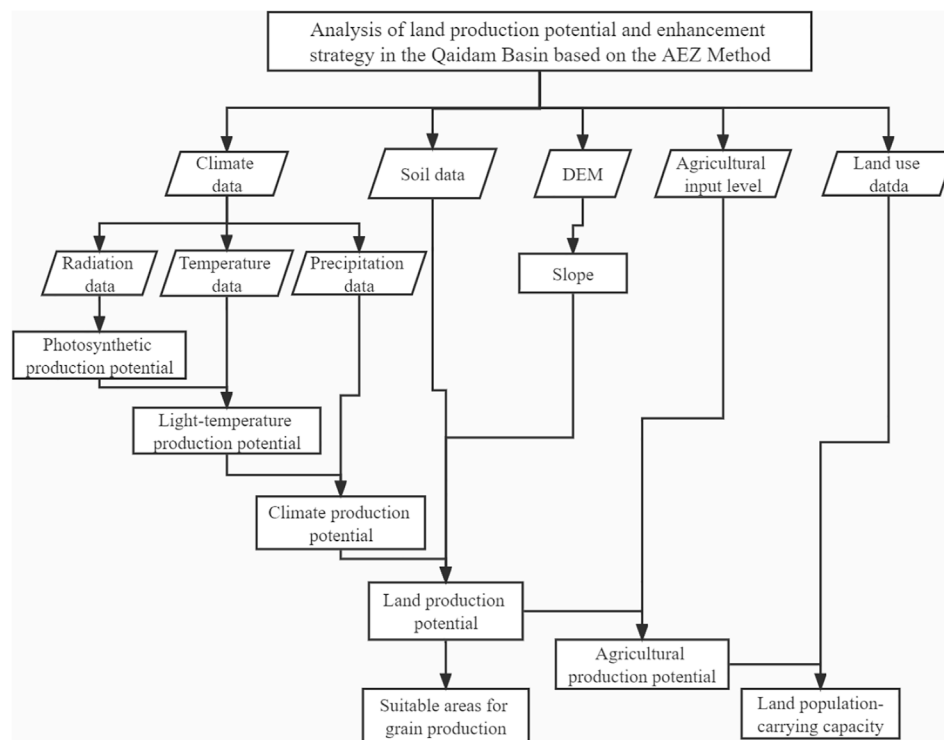 Analysis of land production potential and enhancement
strategy in the Qaidam Basin based on the AEZ Method
Climate
data
Soil data
DEM
Agricultural
input level
Land use
datda
Radiation
data
Temperature
data
Precipitation
data
Slope
Photosynthetic
production potential
Light-temperature
production potential
Climate production
potential
Land production
potential
Agricultural
production potential
Suitable areas for
grain production
Land population-
carrying capacity